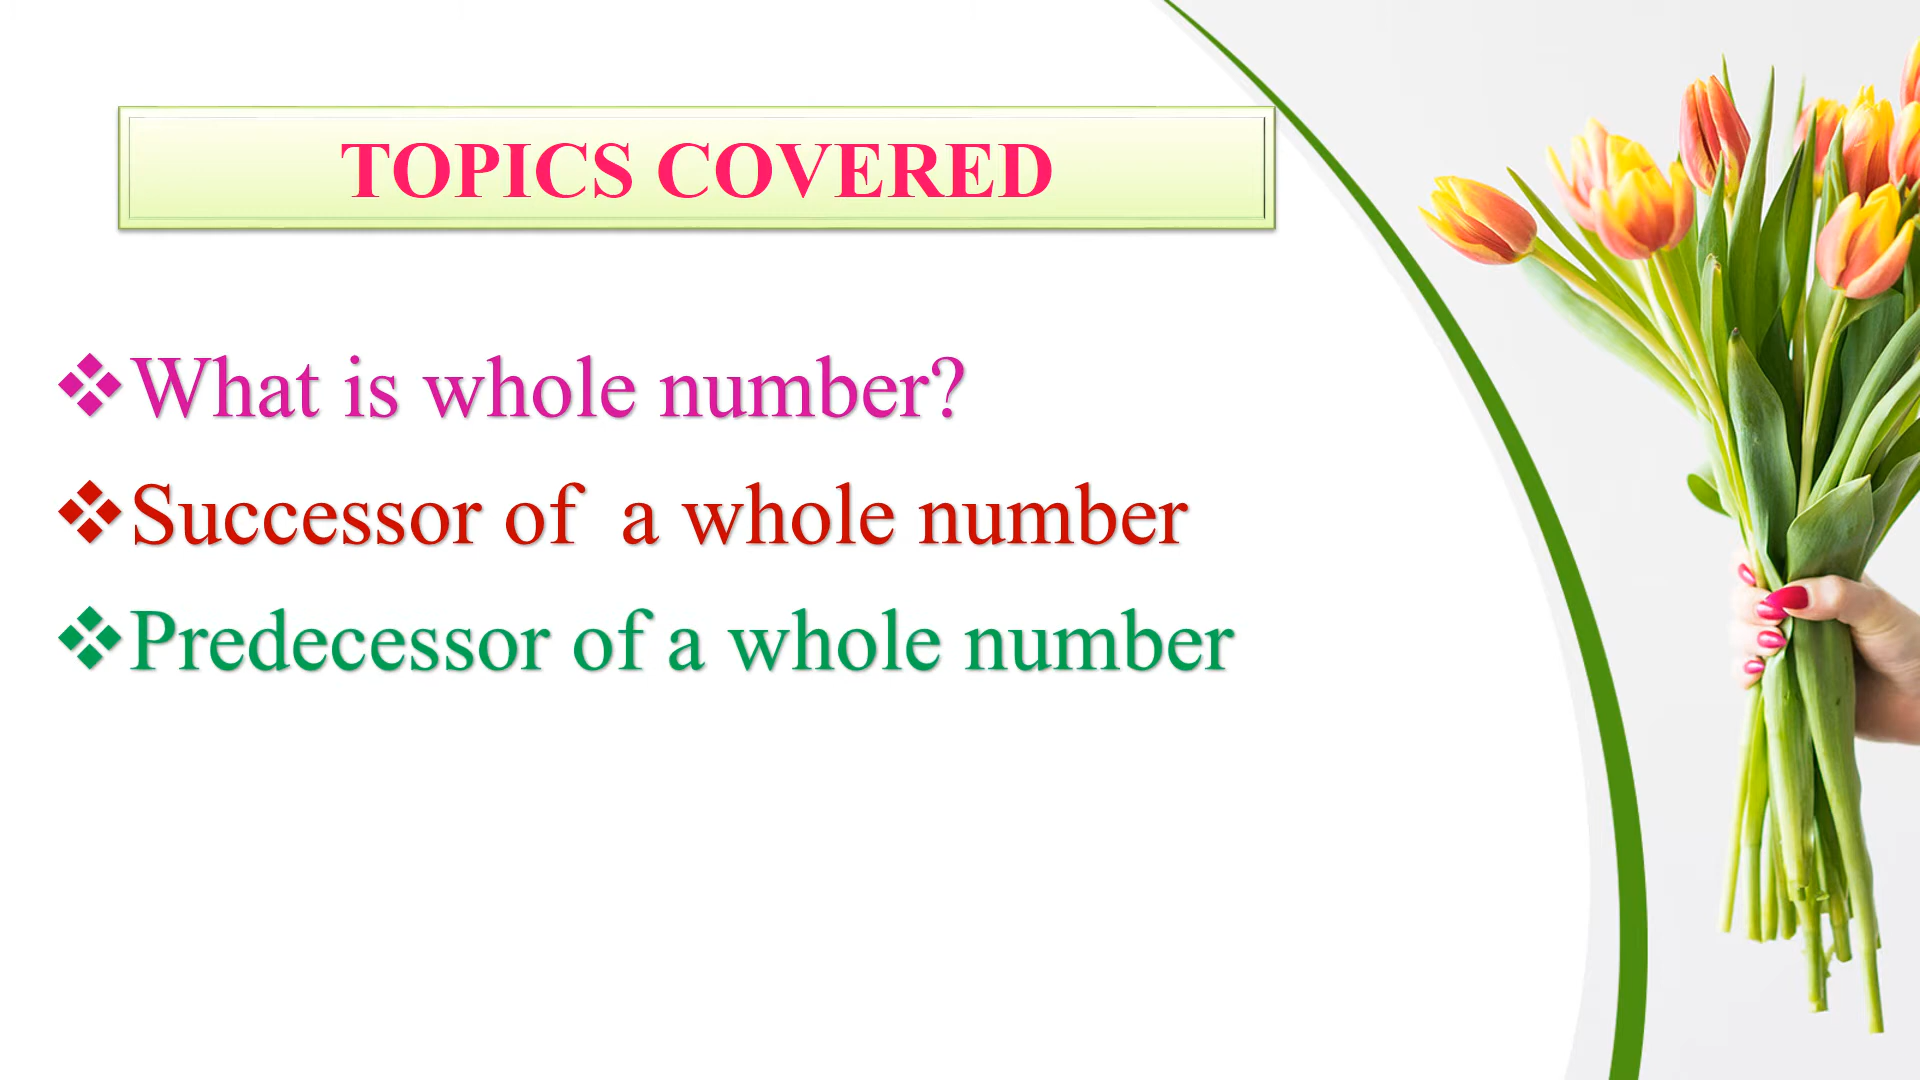 TOPICS COVERED
❖What is whole number?
❖Successor of  a whole number
❖Predecessor of a whole number